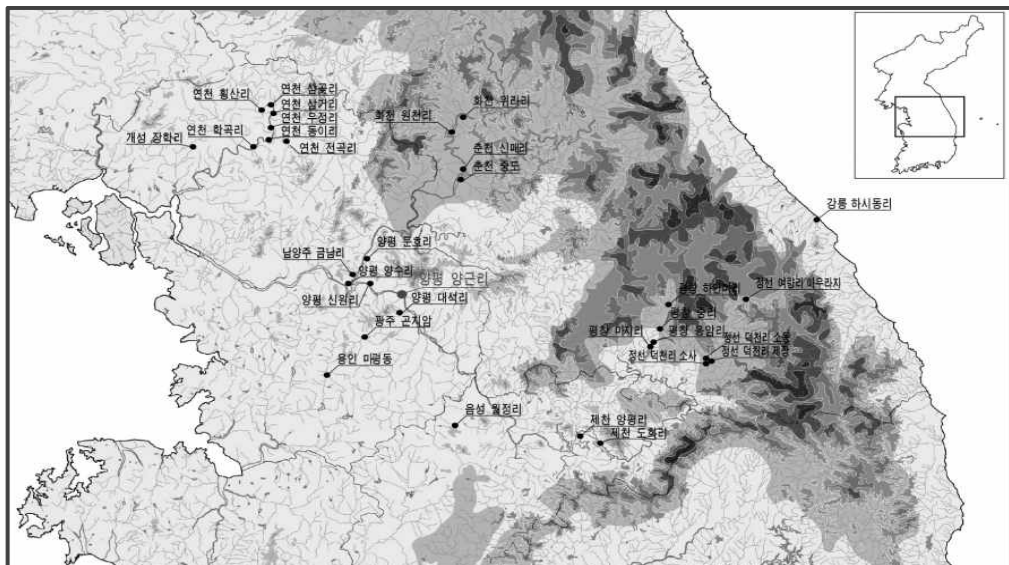 연천 횡산리
연천 삼곶리
연천 삼거리
연천 우정리
연천 동이리
연천 학곡리
연천 전곡리
개성 장학리
화천 위라리
화천 원천리
춘천 신매리
춘천 중도
강릉 하시동리
양평 문호리
남양주 금남리
양평 양수리
양평 양근리
양평 신원리
양평 대석리
광주 곤지암
용인 마평동
음성 월정리
제천 양평리
제천 도화리
평창 하안미리
정선 여량리 아우라지
평창 중리
평창 마지리
평창 응암리
정선 덕천리 소골
정선 덕천리 소사
정선 덕천리 제장